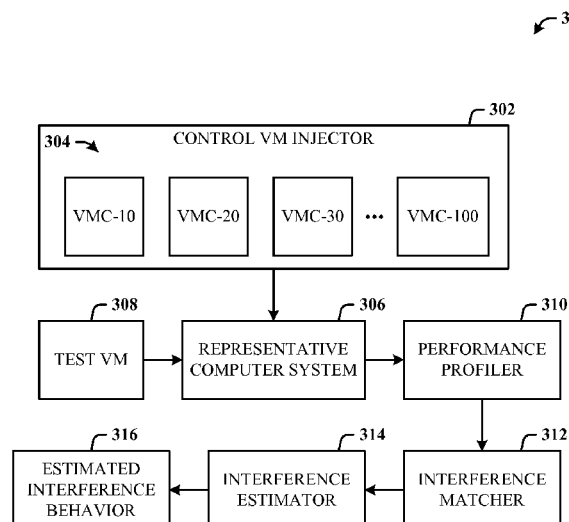 3
302
CONTROL VM INJECTOR
304
VMC-10 VMC-20 VMC-30 ••• VMC-100
308 306 310
TEST VM
REPRESENTATIVE
COMPUTER SYSTEM
PERFORMANCE
PROFILER
316 314 312
ESTIMATED
INTERFERENCE
BEHAVIOR
INTERFERENCE
ESTIMATOR
INTERFERENCE
MATCHER